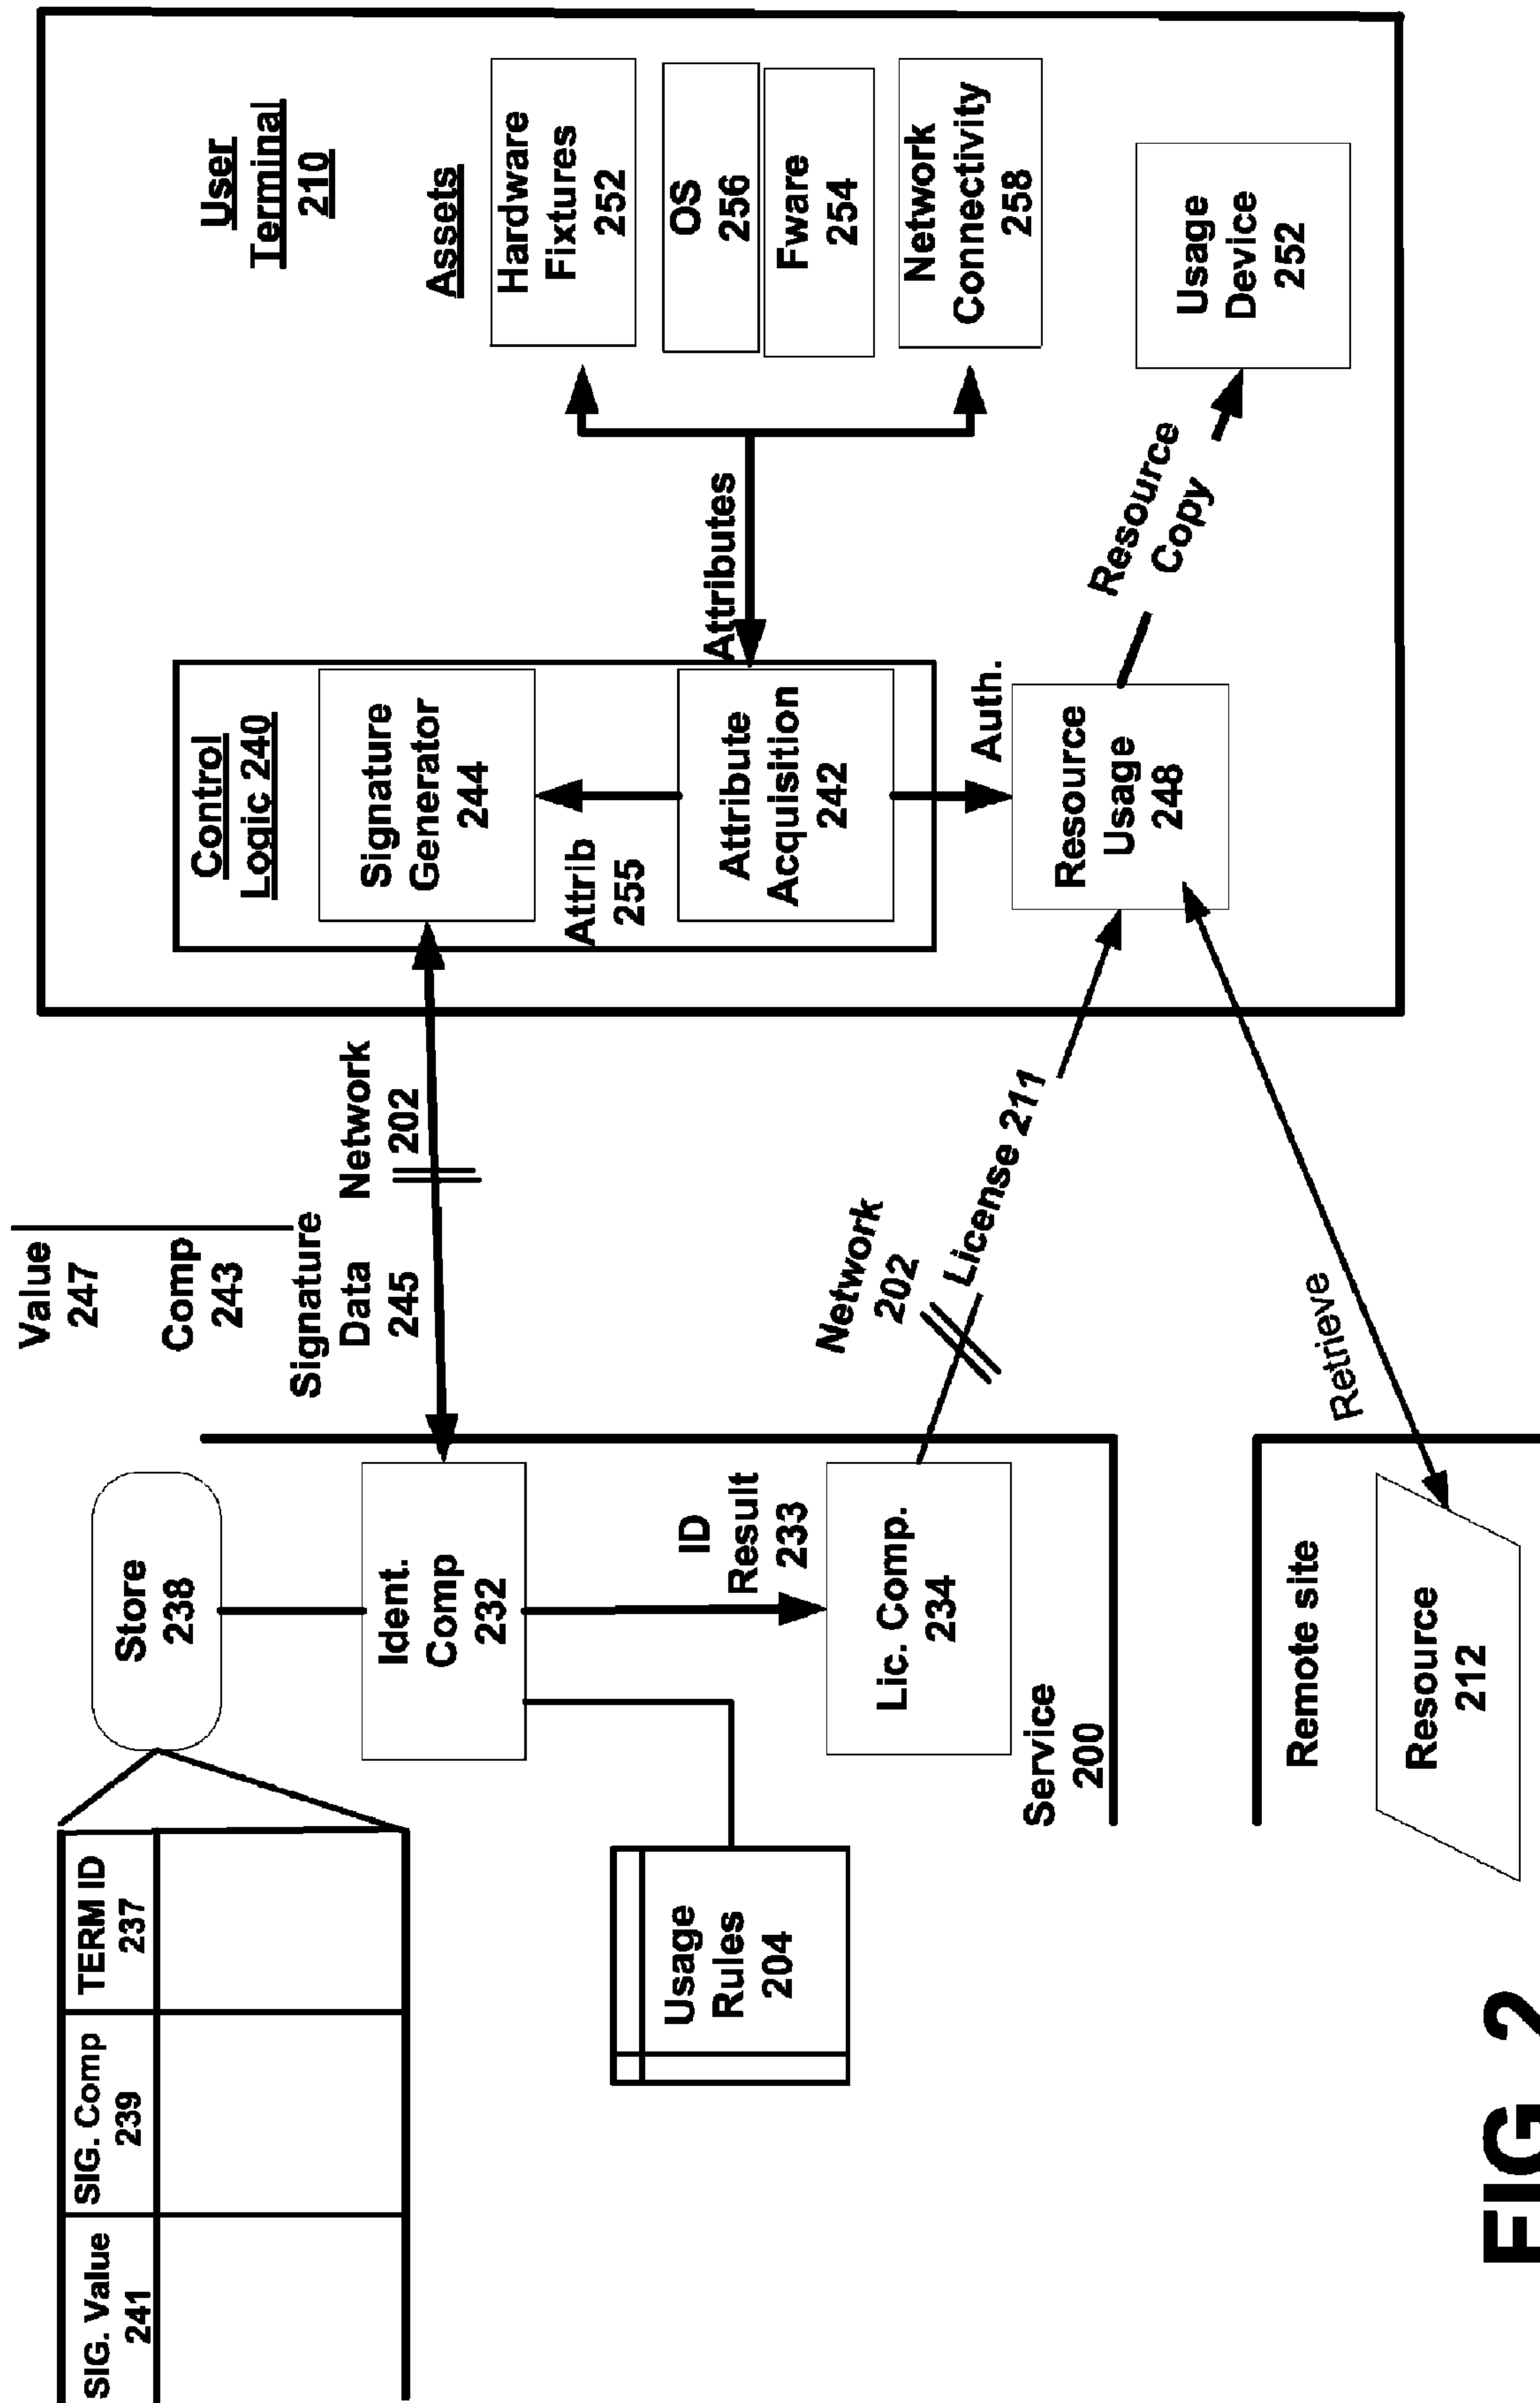 SIG. Value
241
SIG. Comp
239
TERM ID
237
Store
238
Value
247
Comp
243
Signature
Data
245
Network
202
Ident.
Comp
232
Usage
Rules
204
ID
Result
233
Lic. Comp.
234
Service
200
Network
202
License 211
Remote site
Resource
212
Retrieve
User
Terminal
210
Control
Logic 240
Signature
Generator
244
Attrib
255
Attribute
Acquisition
242
Attributes
Auth.
Resource
Usage
248
Resource
Copy
Assets
Hardware
Fixtures
252
OS
256
Fware
254
Network
Connectivity
258
Usage
Device
252
FIG. 2